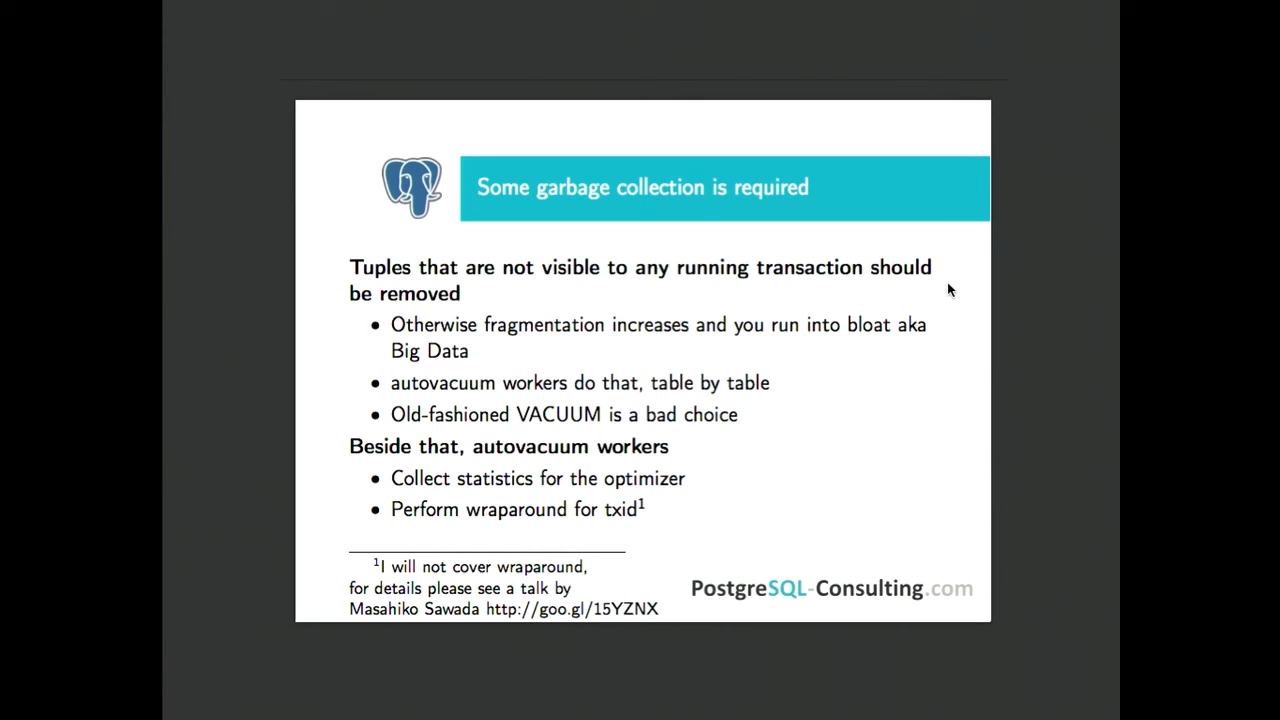 Some garbage collection is required
Tuples that are not visible to any running transaction should
be removed
• Otherwise fragmentation increases and you run into bloat aka
Big Data
• autovacuum workers do that, table by table
• Old-fashioned VACUUM is a bad choice
Beside that, autovacuum workers
• Collect statistics for the optimizer
• Perform wraparound for txid¹
¹I will not cover wraparound,
for details please see a talk by
Masahiko Sawada http://goo.gl/15YZNX
PostgreSQL-Consulting.com